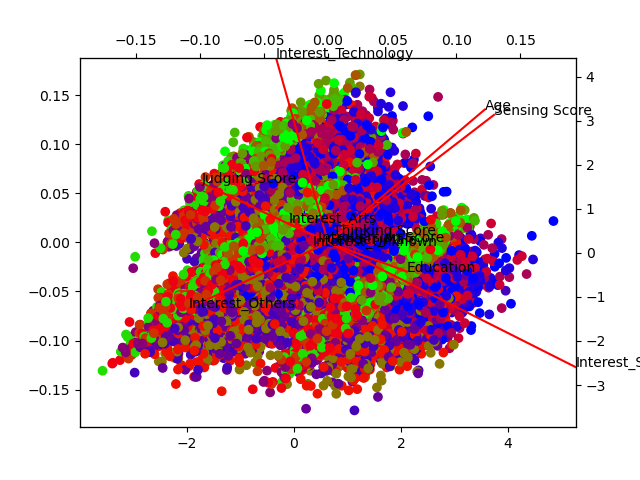 −0.15 −0.10 −0.05 0.00 0.05 0.10 0.15
Interest_Technology
0.15 4
Age
Sensing Score
0.10 3
Judging Score 2
0.05
Interest_Arts 1
Thinking Score
0.00 0
Education
Interest_Others
−0.05 −1
−0.10 −2
Interest_S
−0.15 −3
−2 0 2 4